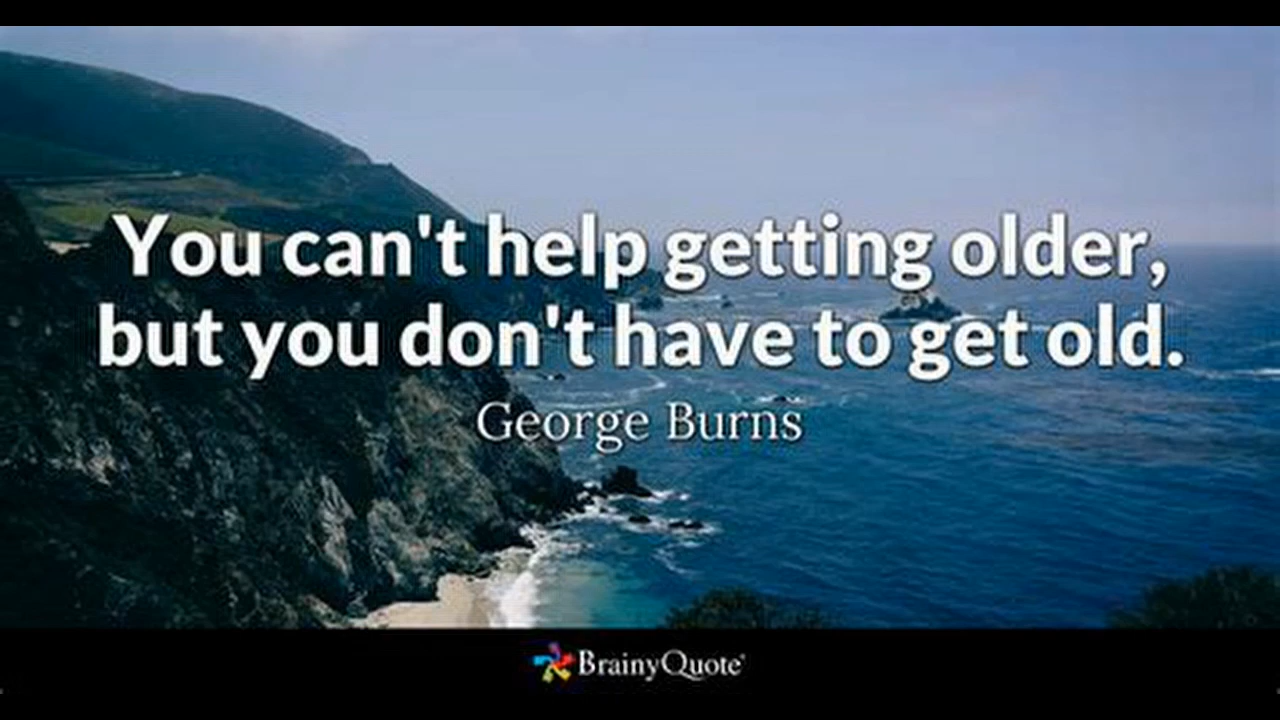 You can't help getting older,
but you don't have to get old.
George Burns
BrainyQuote®